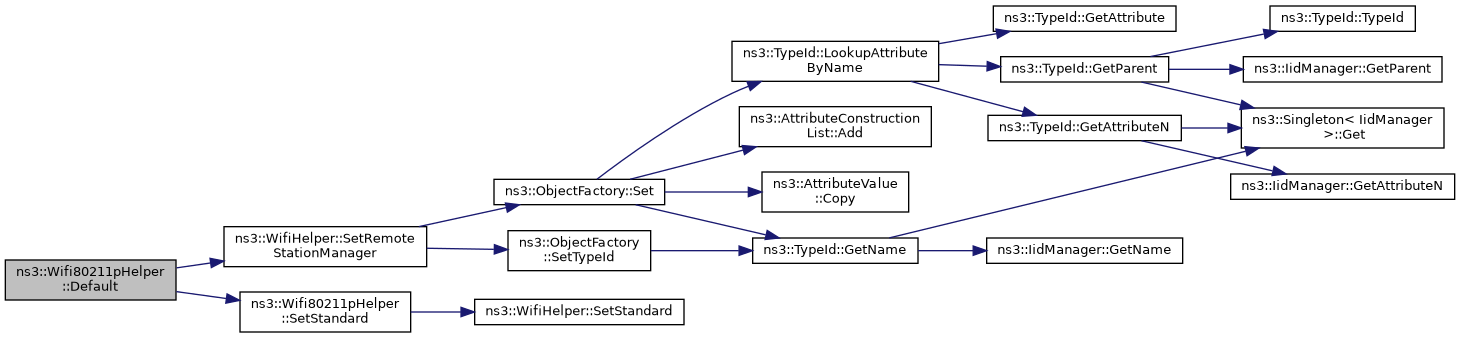 ns3::Wifi80211pHelper
::Default
ns3::WifiHelper::SetRemote
StationManager
ns3::Wifi80211pHelper
::SetStandard
ns3::ObjectFactory::Set
ns3::ObjectFactory
::SetTypeId
ns3::WifiHelper::SetStandard
ns3::TypeId::LookupAttribute
ByName
ns3::AttributeConstruction
List::Add
ns3::AttributeValue
::Copy
ns3::TypeId::GetName
ns3::TypeId::GetAttribute
ns3::TypeId::GetParent
ns3::TypeId::GetAttributeN
ns3::IidManager::GetName
ns3::TypeId::TypeId
ns3::IidManager::GetParent
ns3::Singleton< IidManager
>::Get
ns3::IidManager::GetAttributeN